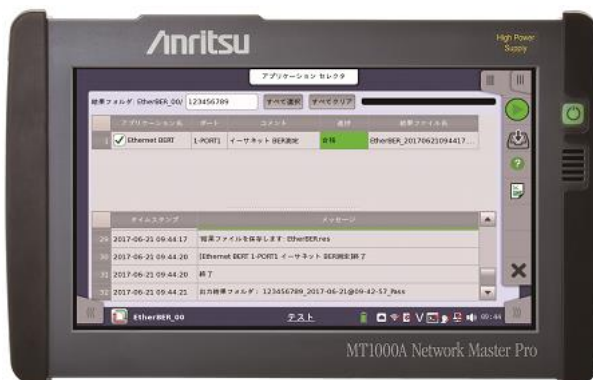 Anritsu
High Power
Supply
アプリケーション セレクタ
結果フォルダ: EtherBER_00/ 123456789 すべて選択 すべてクリア
アプリケーション名 ポート コメント 選択 結果ファイル名
1 Ethernet BERT 1-PORT1 イーサネット BER測定 合格 EtherBER_20170621094417...
タイムスタンプ メッセージ
29 2017-06-21 09:44:17 '結果ファイルを保存します: EtherBER.res
30 2017-06-21 09:44:20 [Ethernet BERT 1-PORT1 イーサネット BER測定]終了
31 2017-06-21 09:44:20 終了
32 2017-06-21 09:44:21 出力結果フォルダ: 123456789_2017-06-21@09-42-57_Pass
EtherBER_00 テスト 09:44
MT1000A Network Master Pro